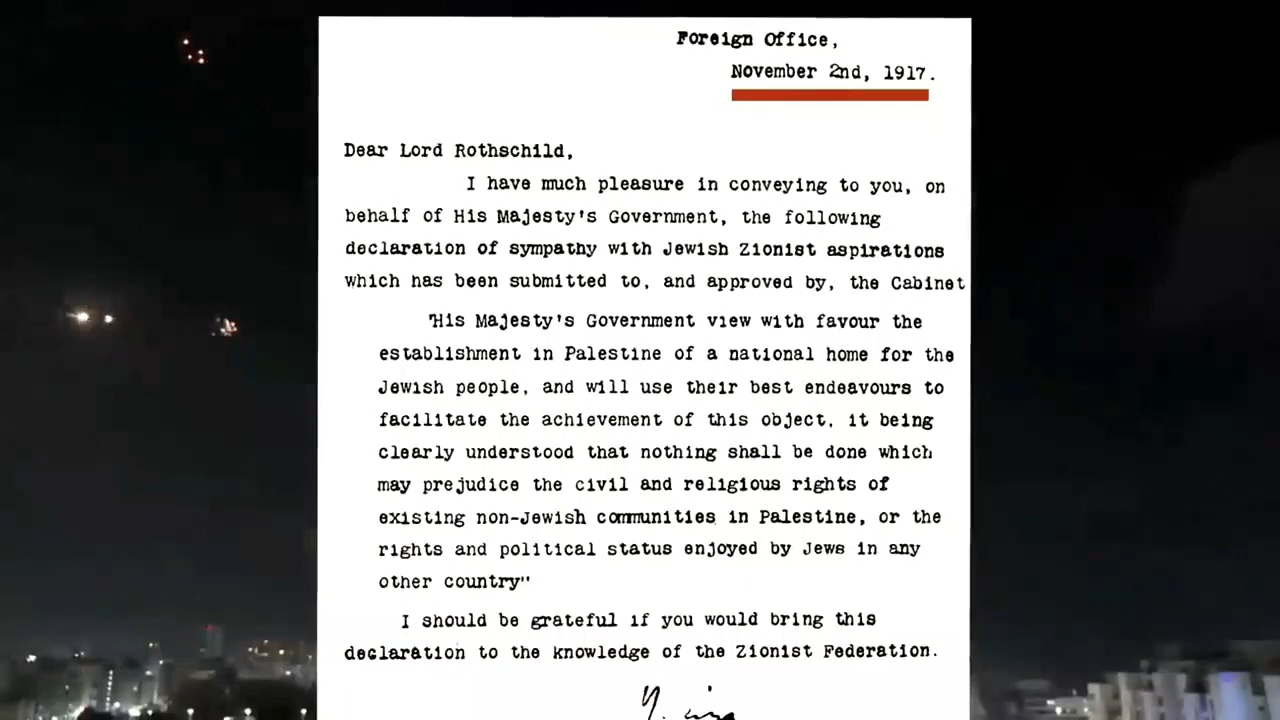 Foreign Office,
November 2nd, 1917.
Dear Lord Rothschild,
I have much pleasure in conveying to you, on
behalf of His Majesty's Government, the following
declaration of sympathy with Jewish Zionist aspirations
which has been submitted to, and approved by, the Cabinet
"His Majesty's Government view with favour the
establishment in Palestine of a national home for the
Jewish people, and will use their best endeavours to
facilitate the achievement of this object, it being
clearly understood that nothing shall be done which
may prejudice the civil and religious rights of
existing non-Jewish communities in Palestine, or the
rights and political status enjoyed by Jews in any
other country"
I should be grateful if you would bring this
declaration to the knowledge of the Zionist Federation.